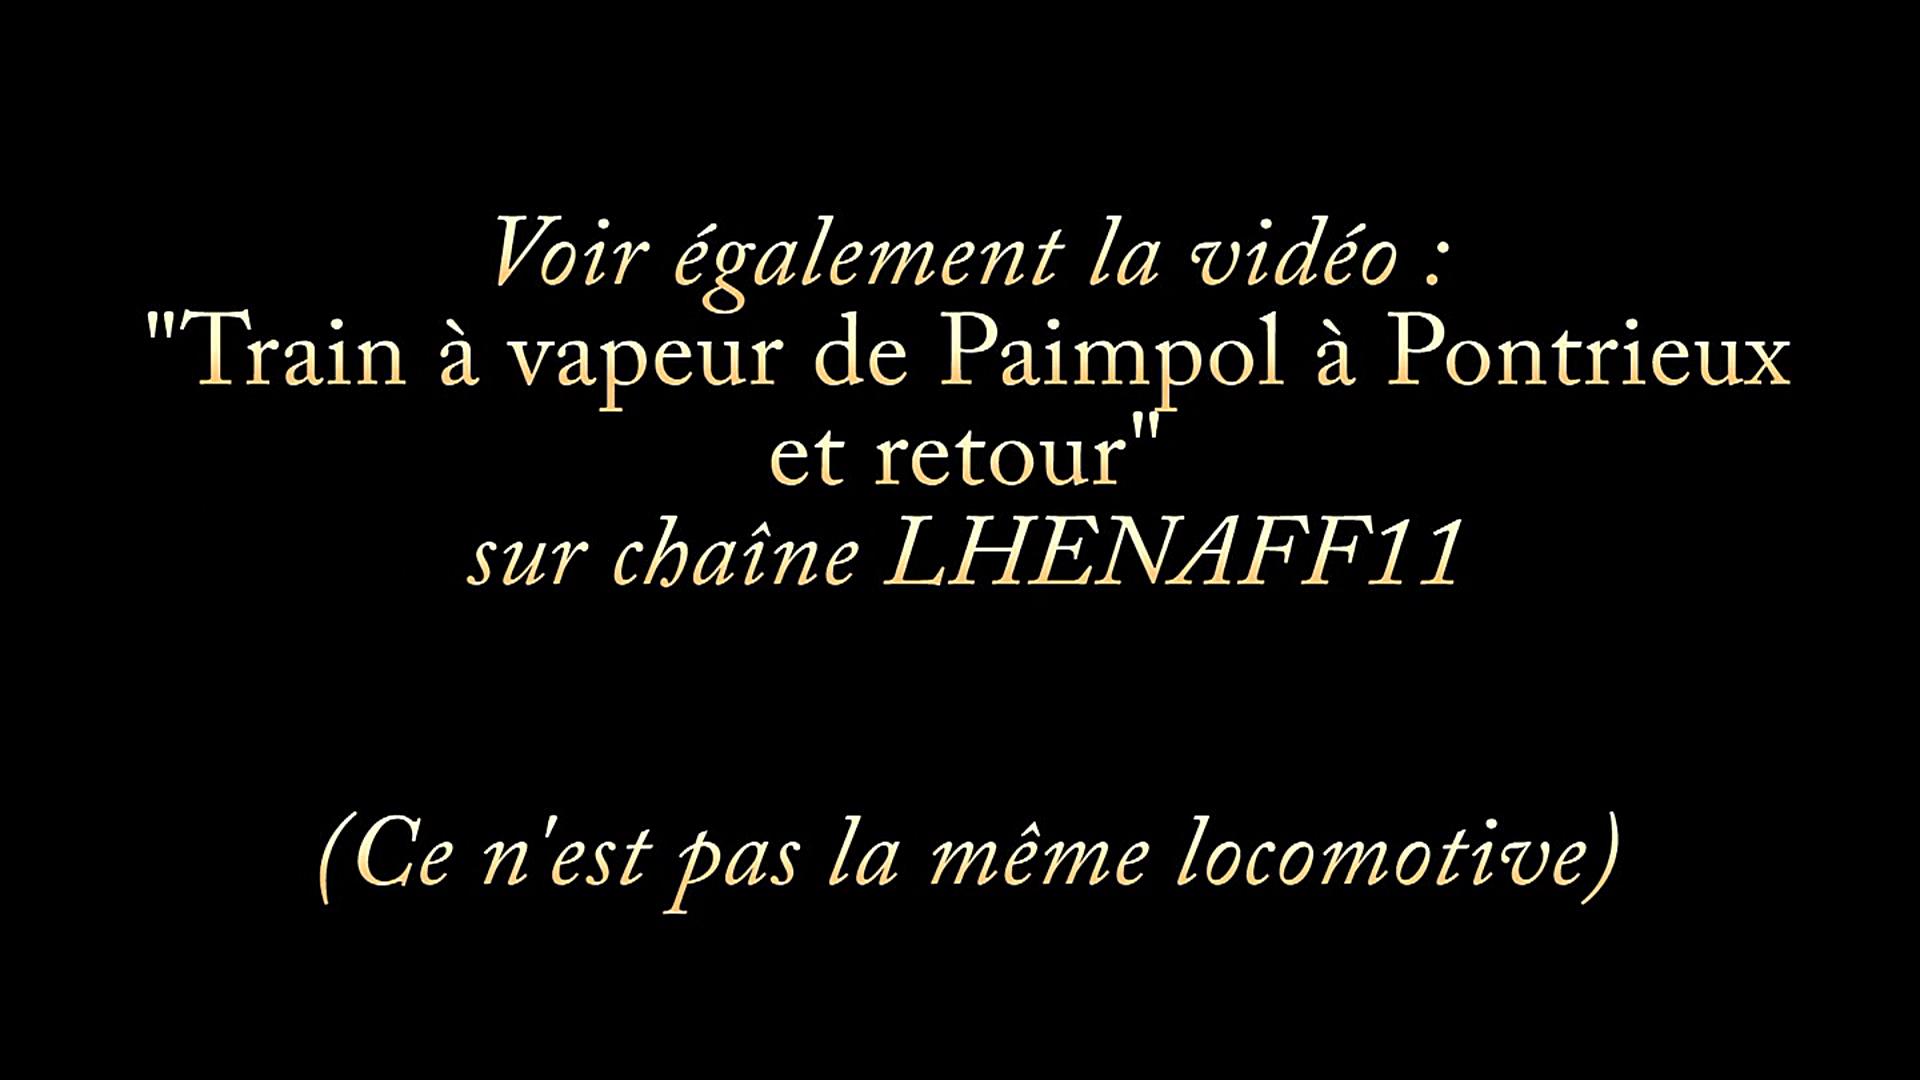 Voir également la vidéo :
"Train à vapeur de Paimpol à Pontrieux
et retour"
sur chaîne LHENAFF11
(Ce n'est pas la même locomotive)